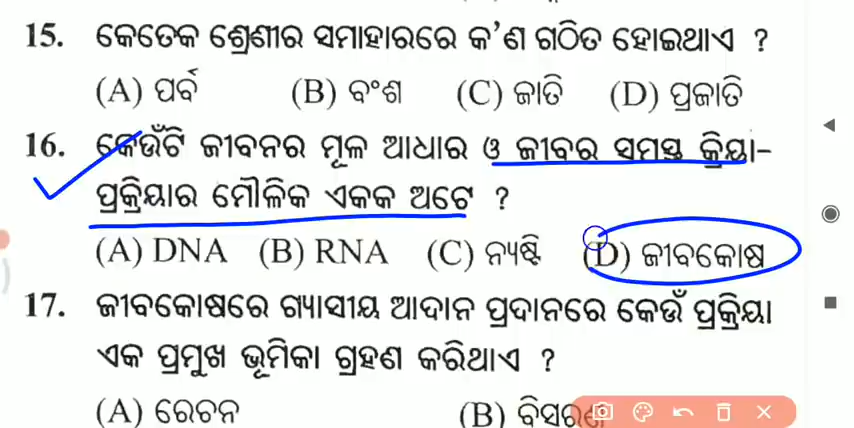 15. କେତେକ ଶ୍ରେଣୀର ସମାହାରରେ କ'ଣ ଗଠିତ ହୋଇଥାଏ ?
(A) ପର୍ବ (B) ବଂଶ (C) ଜାତି (D) ପ୍ରଜାତି
16. କେଉଁଟି ଜୀବନର ମୂଳ ଆଧାର ଓ ଜୀବର ସମସ୍ତ କ୍ରିୟା-
ପ୍ରକ୍ରିୟାର ମୌଳିକ ଏକକ ଅଟେ ?
(A) DNA (B) RNA (C) ନ୍ୟଷ୍ଟି (D) ଜୀବକୋଷ
17. ଜୀବକୋଷରେ ଗ୍ୟାସୀୟ ଆଦାନ ପ୍ରଦାନରେ କେଉଁ ପ୍ରକ୍ରିୟା
ଏକ ପ୍ରମୁଖ ଭୂମିକା ଗ୍ରହଣ କରିଥାଏ ?
(A) ରେଚନ (B)